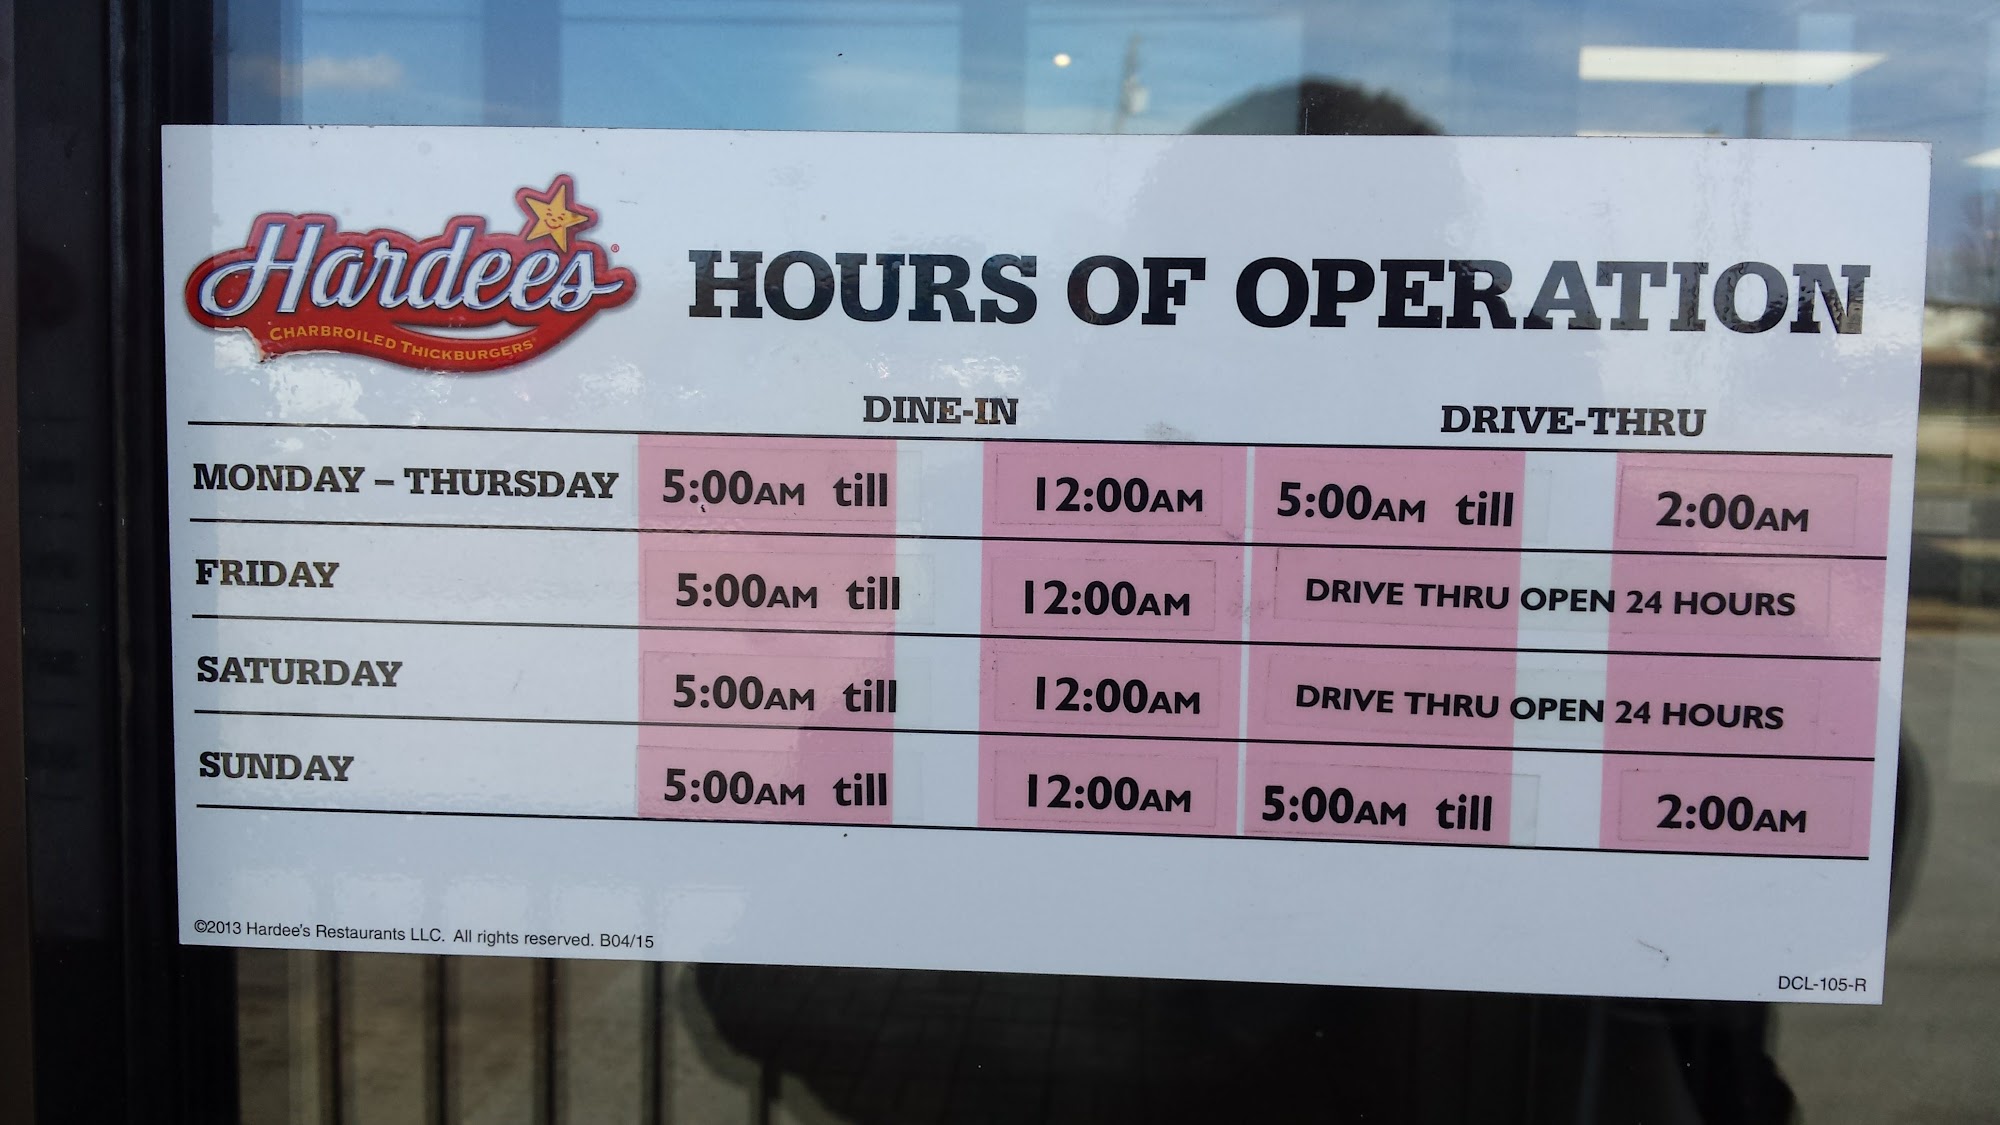 Hardee's®
CHARBROILED THICKBURGERS
HOURS OF OPERATION
DINE-IN DRIVE-THRU
MONDAY – THURSDAY 5:00AM till 12:00AM 5:00AM till 2:00AM
FRIDAY 5:00AM till 12:00AM DRIVE THRU OPEN 24 HOURS
SATURDAY 5:00AM till 12:00AM DRIVE THRU OPEN 24 HOURS
SUNDAY 5:00AM till 12:00AM 5:00AM till 2:00AM
©2013 Hardee's Restaurants LLC. All rights reserved. B04/15
DCL-105-R